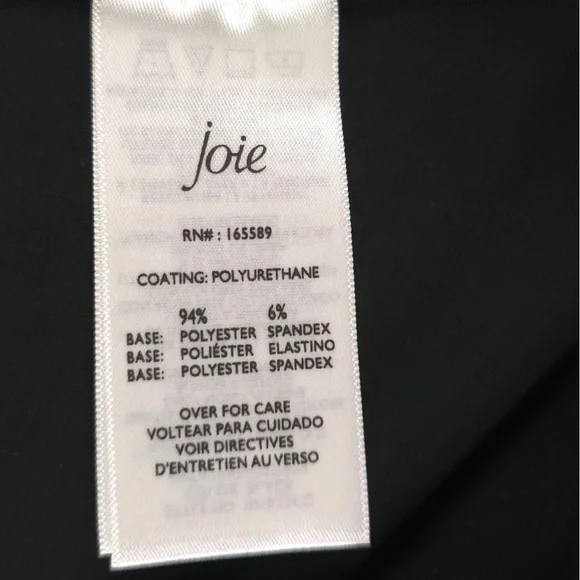 joie
RN# : 165589
COATING: POLYURETHANE
94% 6%
BASE: POLYESTER SPANDEX
BASE: POLIÉSTER ELASTINO
BASE: POLYESTER SPANDEX
OVER FOR CARE
VOLTEAR PARA CUIDADO
VOIR DIRECTIVES
D'ENTRETIEN AU VERSO